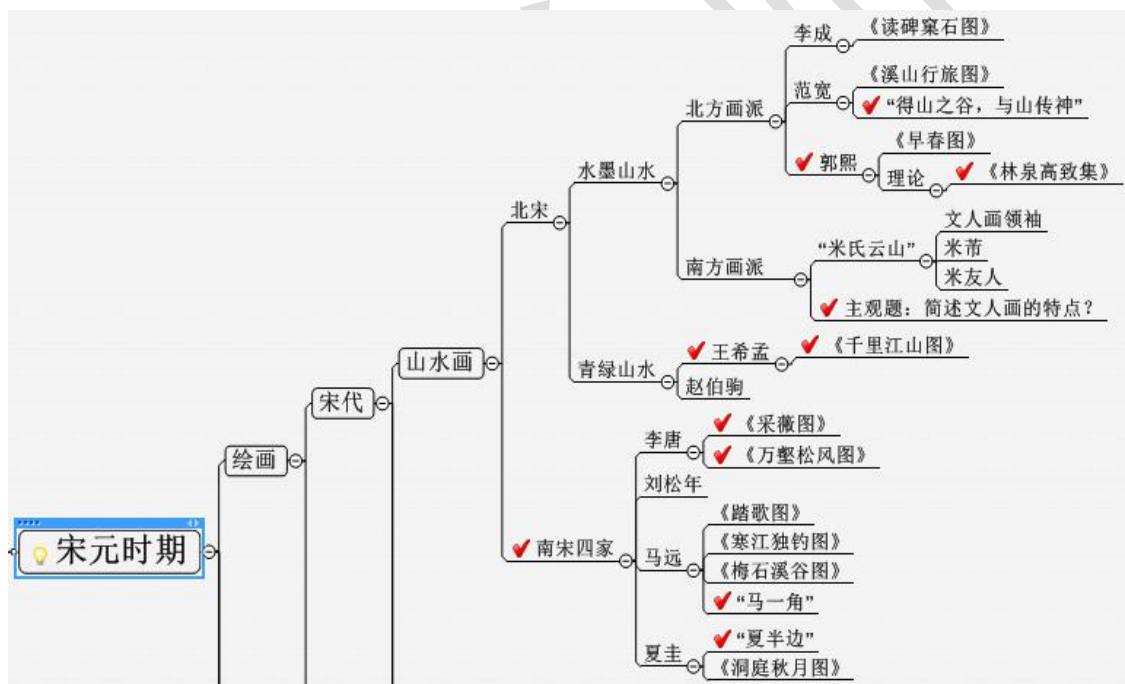 宋元时期
绘画
宋代
山水画
北宋
水墨山水
北方画派
李成
《读碑窠石图》
范宽
《溪山行旅图》
“得山之谷，与山传神”
郭熙
《早春图》
理论
《林泉高致集》
南方画派
“米氏云山”
文人画领袖
米芾
米友人
主观题：简述文人画的特点？
青绿山水
王希孟
《千里江山图》
赵伯驹
南宋四家
李唐
《采薇图》
《万壑松风图》
刘松年
马远
《踏歌图》
《寒江独钓图》
《梅石溪谷图》
“马一角”
夏圭
“夏半边”
《洞庭秋月图》